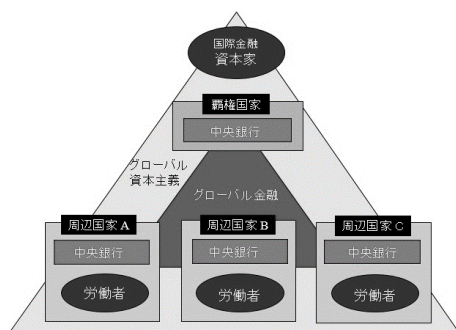 国際金融
資本家
覇権国家
中央銀行
グローバル
資本主義
グローバル金融
周辺国家A
周辺国家B
周辺国家C
中央銀行
中央銀行
中央銀行
労働者
労働者
労働者